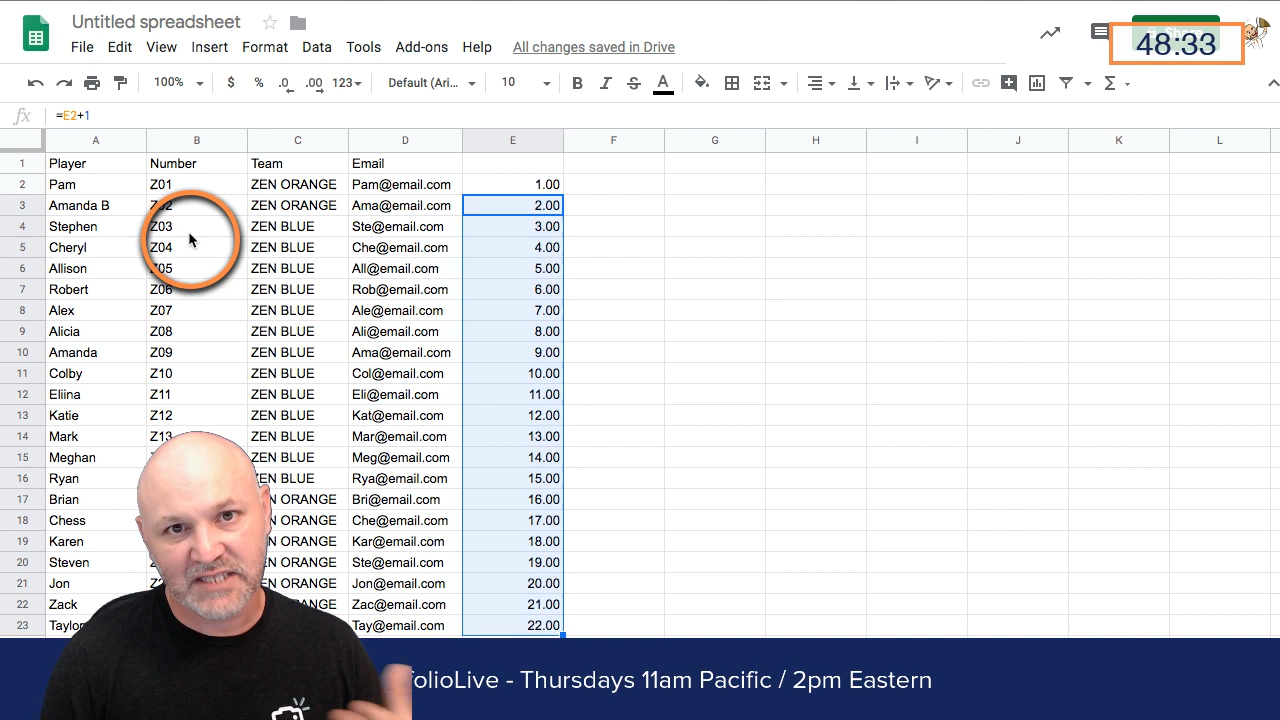 Untitled spreadsheet
48:33
File Edit View Insert Format Data Tools Add-ons Help All changes saved in Drive
100% $ % .0 .00 123 Default (Ari... 10 B I S A Σ
fx =E2+1
A B C D E F G H I J K L
1 Player Number Team Email
2 Pam Z01 ZEN ORANGE Pam@email.com 1.00
3 Amanda B Z02 ZEN ORANGE Ama@email.com 2.00
4 Stephen Z03 ZEN BLUE Ste@email.com 3.00
5 Cheryl Z04 ZEN BLUE Che@email.com 4.00
6 Allison Z05 ZEN BLUE All@email.com 5.00
7 Robert Z06 ZEN BLUE Rob@email.com 6.00
8 Alex Z07 ZEN BLUE Ale@email.com 7.00
9 Alicia Z08 ZEN BLUE Ali@email.com 8.00
10 Amanda Z09 ZEN BLUE Ama@email.com 9.00
11 Colby Z10 ZEN BLUE Col@email.com 10.00
12 Eliina Z11 ZEN BLUE Eli@email.com 11.00
13 Katie Z12 ZEN BLUE Kat@email.com 12.00
14 Mark Z13 ZEN BLUE Mar@email.com 13.00
15 Meghan ZEN BLUE Meg@email.com 14.00
16 Ryan ZEN BLUE Rya@email.com 15.00
17 Brian N ORANGE Bri@email.com 16.00
18 Chess N ORANGE Che@email.com 17.00
19 Karen N ORANGE Kar@email.com 18.00
20 Steven N ORANGE Ste@email.com 19.00
21 Jon N ORANGE Jon@email.com 20.00
22 Zack ANGE Zac@email.com 21.00
23 Taylor Tay@email.com 22.00
folioLive - Thursdays 11am Pacific / 2pm Eastern